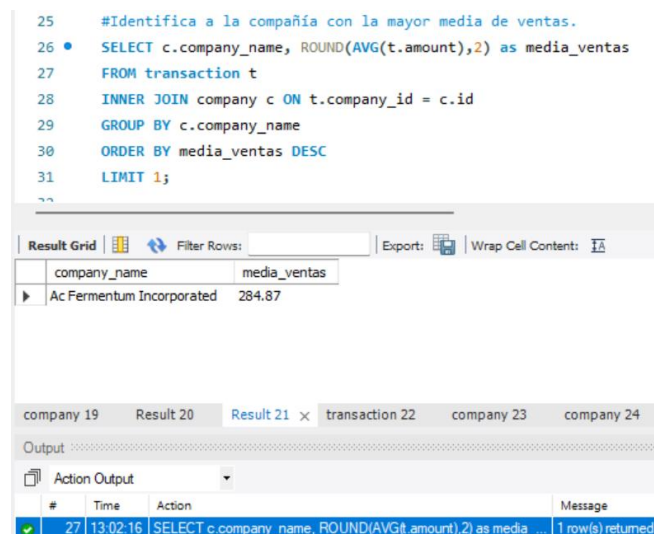 25 #Identifica a la compañía con la mayor media de ventas.
26 SELECT c.company_name, ROUND(AVG(t.amount),2) as media_ventas
27 FROM transaction t
28 INNER JOIN company c ON t.company_id = c.id
29 GROUP BY c.company_name
30 ORDER BY media_ventas DESC
31 LIMIT 1;
Result Grid Filter Rows: Export: Wrap Cell Content:
company_name media_ventas
Ac Fermentum Incorporated 284.87
company 19 Result 20 Result 21 × transaction 22 company 23 company 24
Output
Action Output
# Time Action Message
27 13:02:16 SELECT c.company_name, ROUND(AVG(t.amount),2) as media ... 1 row(s) returned